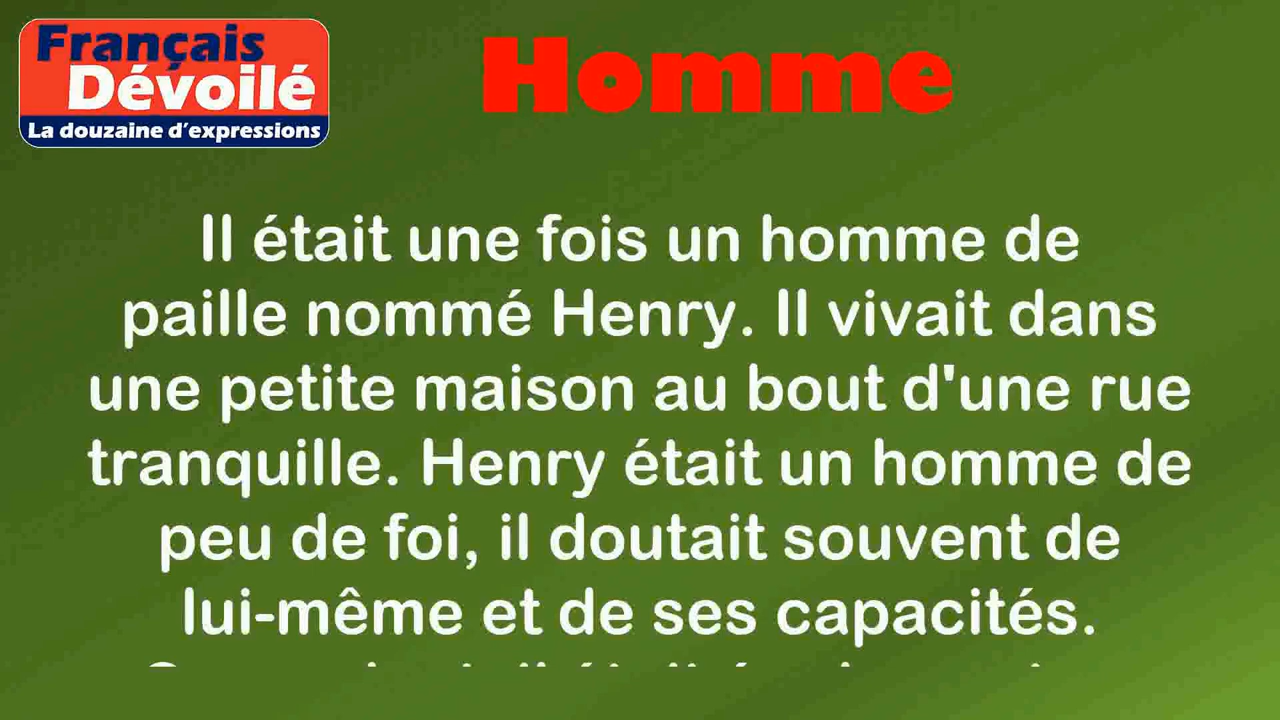 Français
Dévoilé
La douzaine d'expressions
Homme
Il était une fois un homme de
paille nommé Henry. Il vivait dans
une petite maison au bout d'une rue
tranquille. Henry était un homme de
peu de foi, il doutait souvent de
lui-même et de ses capacités.